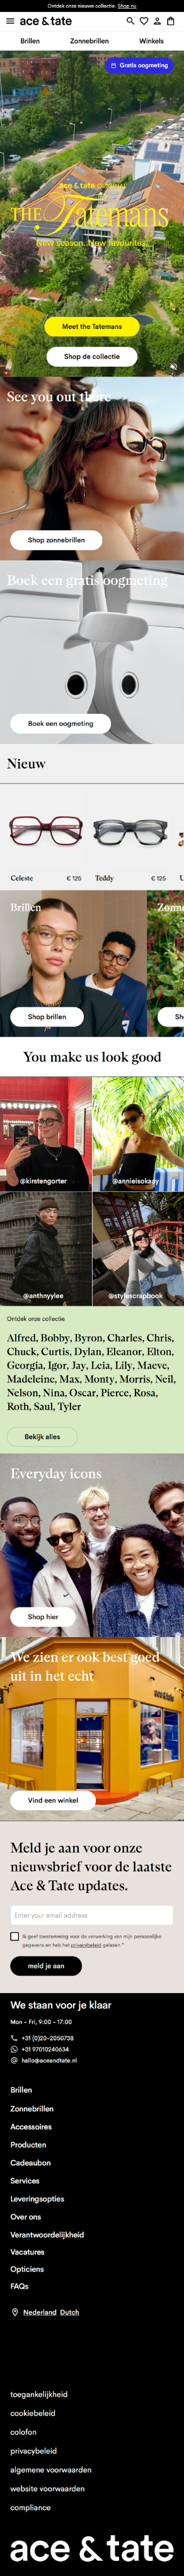 Ontdek onze nieuwe collectie. Shop nu
ace & tate
Brillen
Zonnebrillen
Winkels
Gratis oogmeting
ace & tate
THE Tatemans
New season. New favourites.
Meet the Tatemans
Shop de collectie
See you out there
Shop zonnebrillen
Boek een gratis oogmeting
Boek een oogmeting
Nieuw
Celeste
€ 125
Teddy
€ 125
Brillen
Shop brillen
You make us look good
@kirstengorter
@annieisokaay
@anthnyylee
@stylescrapbook
Ontdek onze collectie
Alfred, Bobby, Byron, Charles, Chris,
Chuck, Curtis, Dylan, Eleanor, Elton,
Georgia, Igor, Jay, Leia, Lily, Maeve,
Madeleine, Max, Monty, Morris, Neil,
Nelson, Nina, Oscar, Pierce, Rosa,
Roth, Saul, Tyler
Bekijk alles
Everyday icons
Shop hier
We zien er ook best goed
uit in het echt
ace & tate
Vind een winkel
Meld je aan voor onze
nieuwsbrief voor de laatste
Ace & Tate updates.
Enter your email address
Ik geef toestemming voor de verwerking van mijn persoonlijke
gegevens en heb het privacybeleid gelezen.*
meld je aan
We staan voor je klaar
Mon - Fri, 9:00 - 17:00
+31 (0)20-2050738
+31 97010240634
hallo@aceandtate.nl
Brillen
Zonnebrillen
Accessoires
Producten
Cadeaubon
Services
Leveringsopties
Over ons
Verantwoordelijkheid
Vacatures
Opticiens
FAQs
Nederland Dutch
toegankelijkheid
cookiebeleid
colofon
privacybeleid
algemene voorwaarden
website voorwaarden
compliance
ace & tate